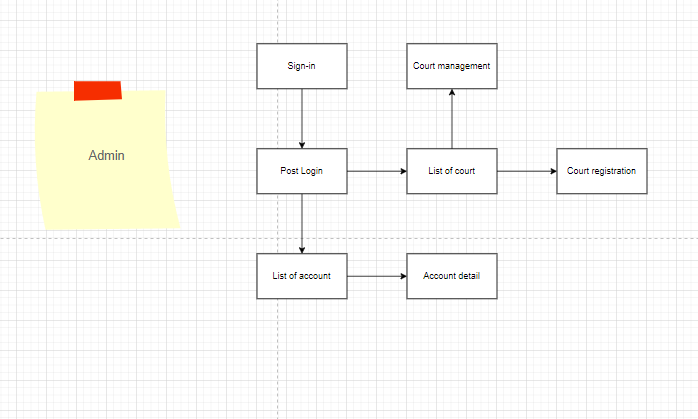 Sign-in
Court management
Admin
Post Login
List of court
Court registration
List of account
Account detail